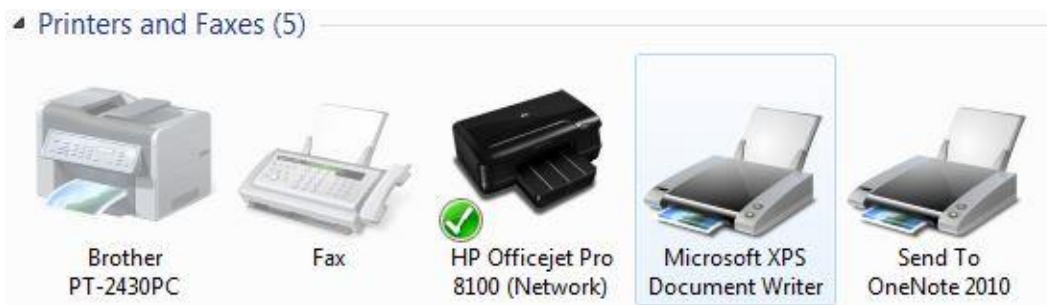 Printers and Faxes (5)
Brother
PT-2430PC
Fax
HP Officejet Pro
8100 (Network)
Microsoft XPS
Document Writer
Send To
OneNote 2010